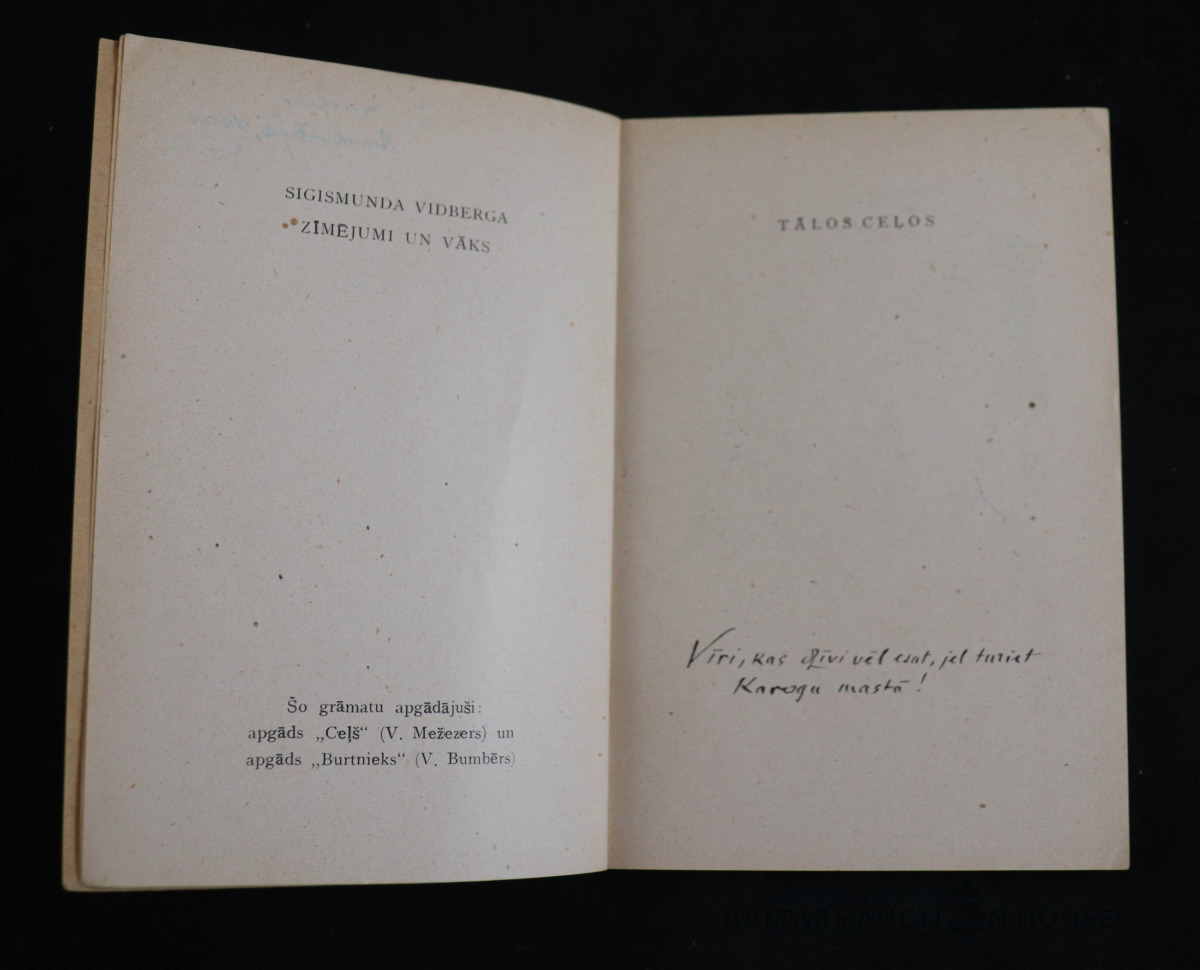 SIGISMUNDA VIDBERGA
ZĪMĒJUMI UN VĀKS
Šo grāmatu apgādājuši:
apgāds „Ceļš“ (V. Mežezers) un
apgāds „Burtnieks“ (V. Bumbērs)
TĀLOS CEĻOS
Vīri, kas dzīvi vēl esat, jel turiet
Karogu mastā!
BALTARS AUCTION HOUSE